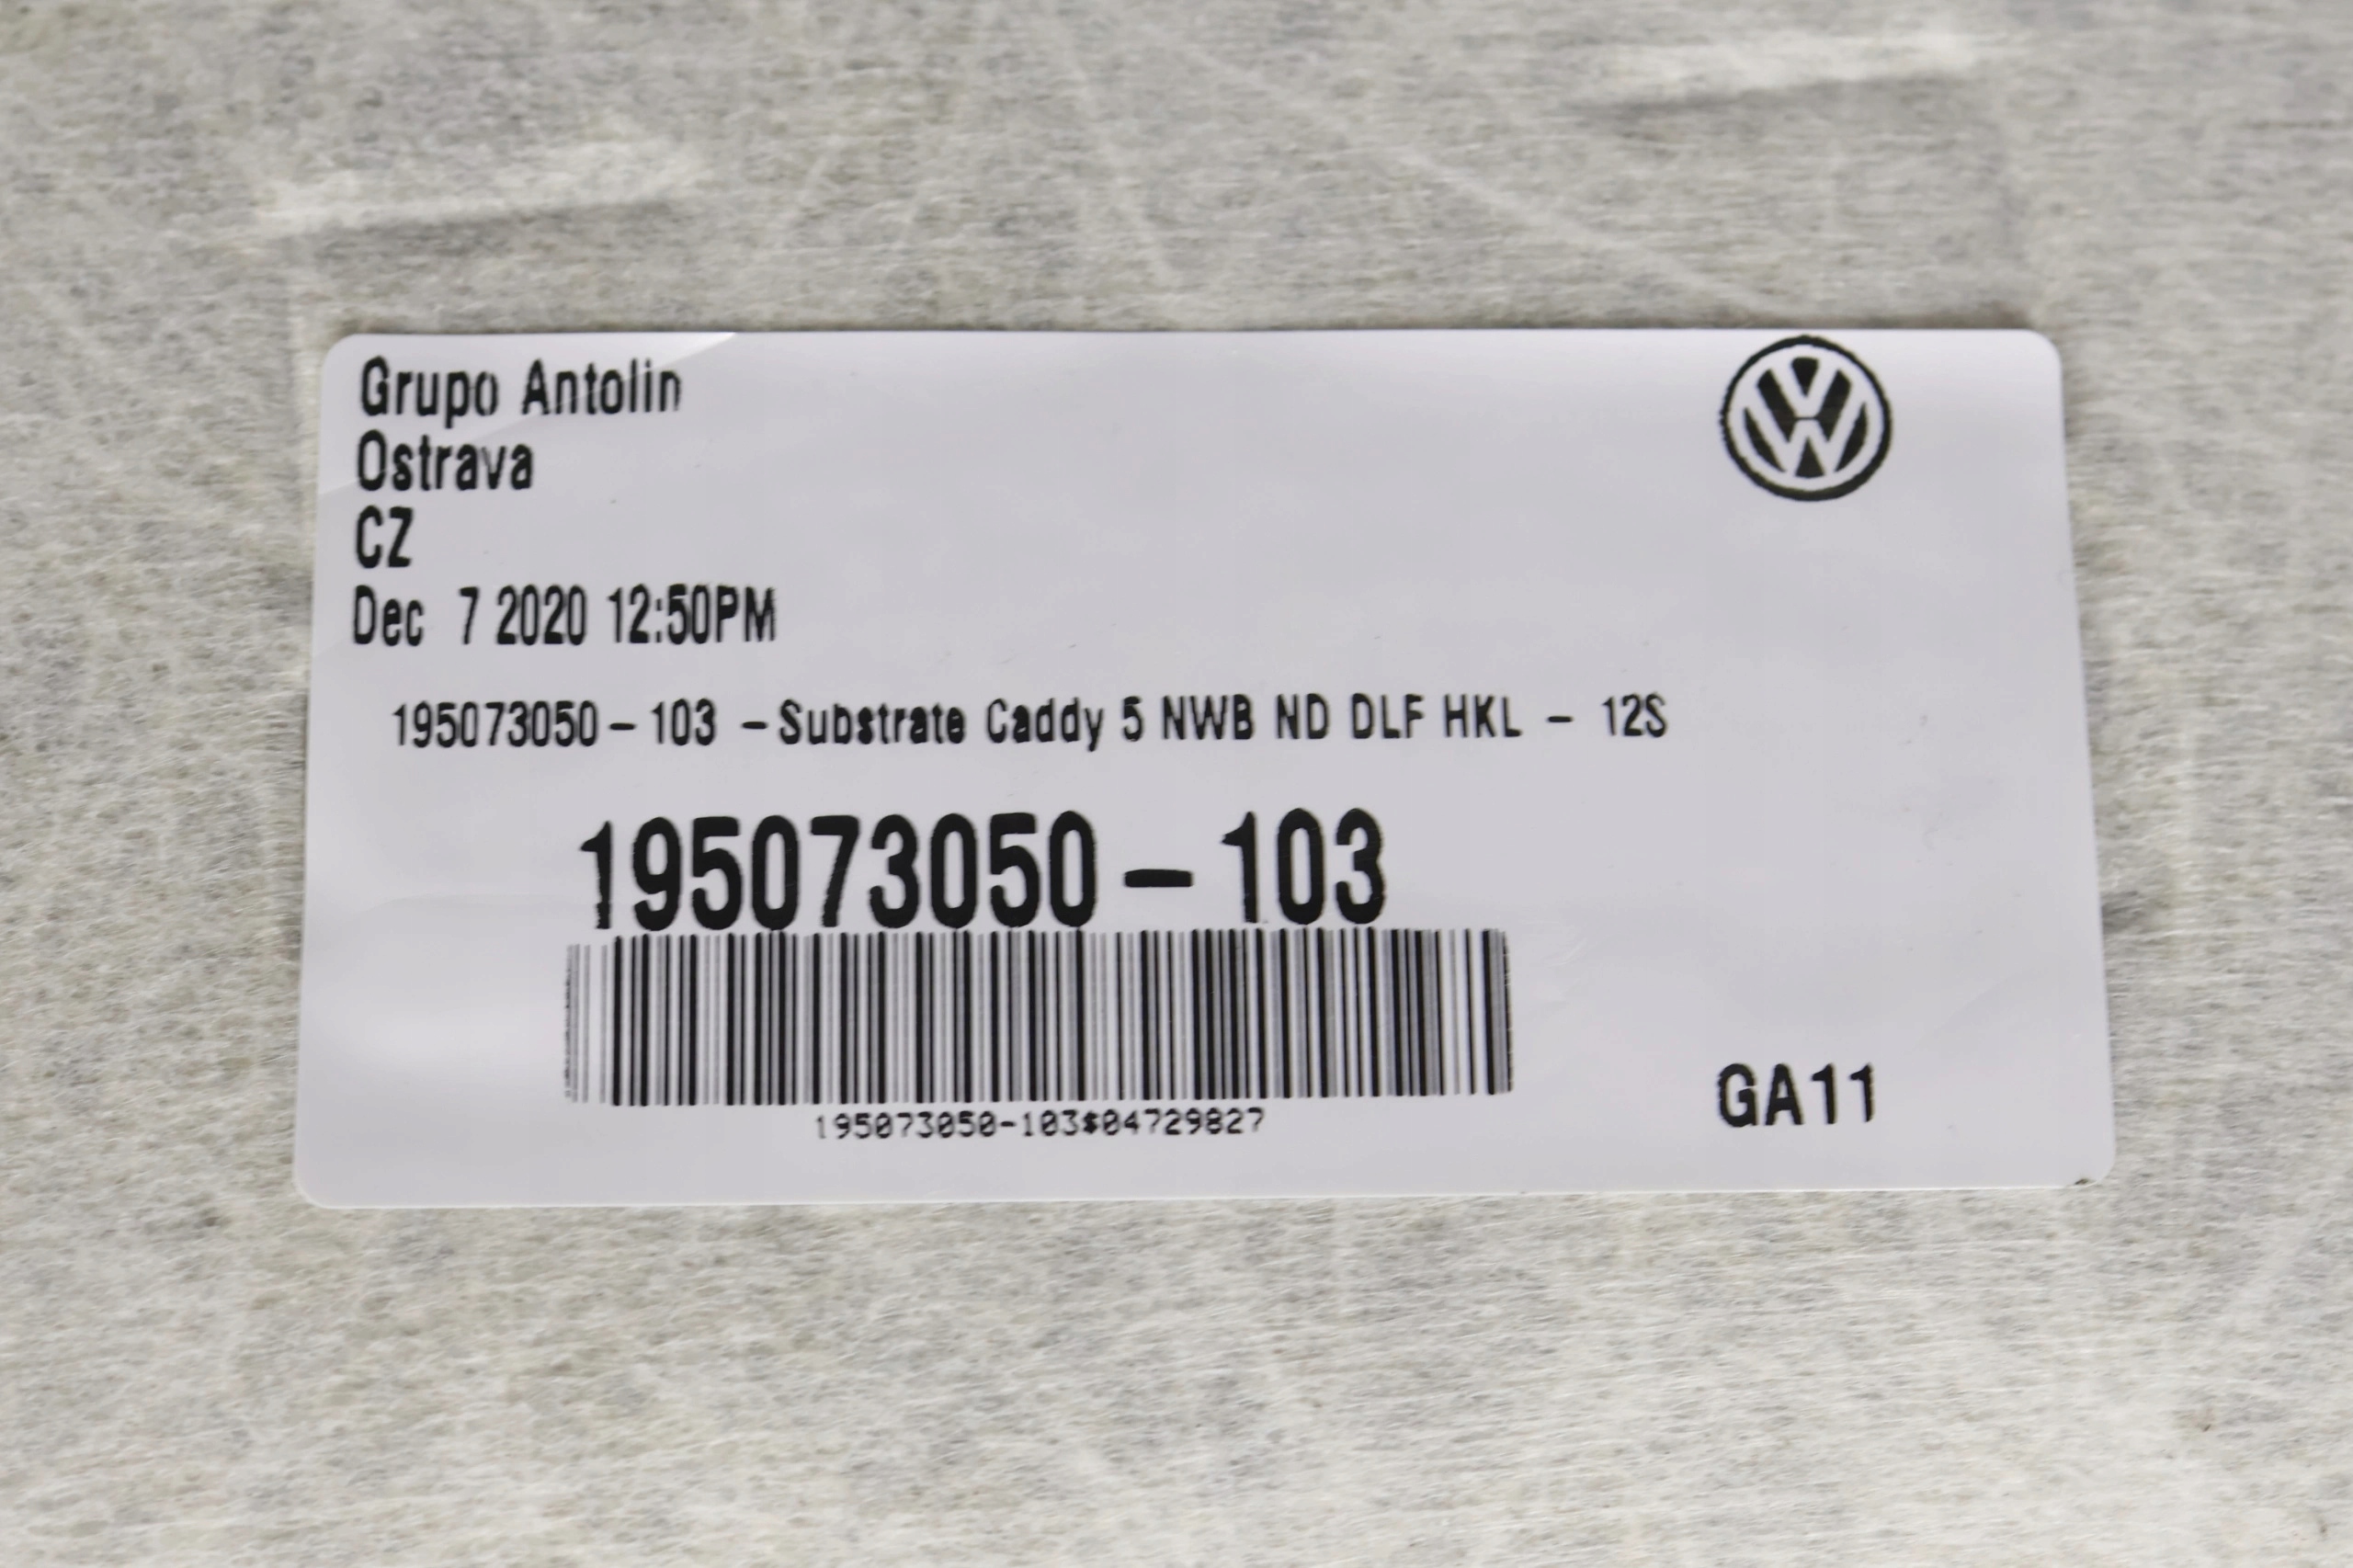 Grupo Antolin
Ostrava
CZ
Dec 7 2020 12:50PM
195073050-103 -Substrate Caddy 5 NWB ND DLF HKL - 12S
195073050-103
195073050-103$04729827
GA11
VW